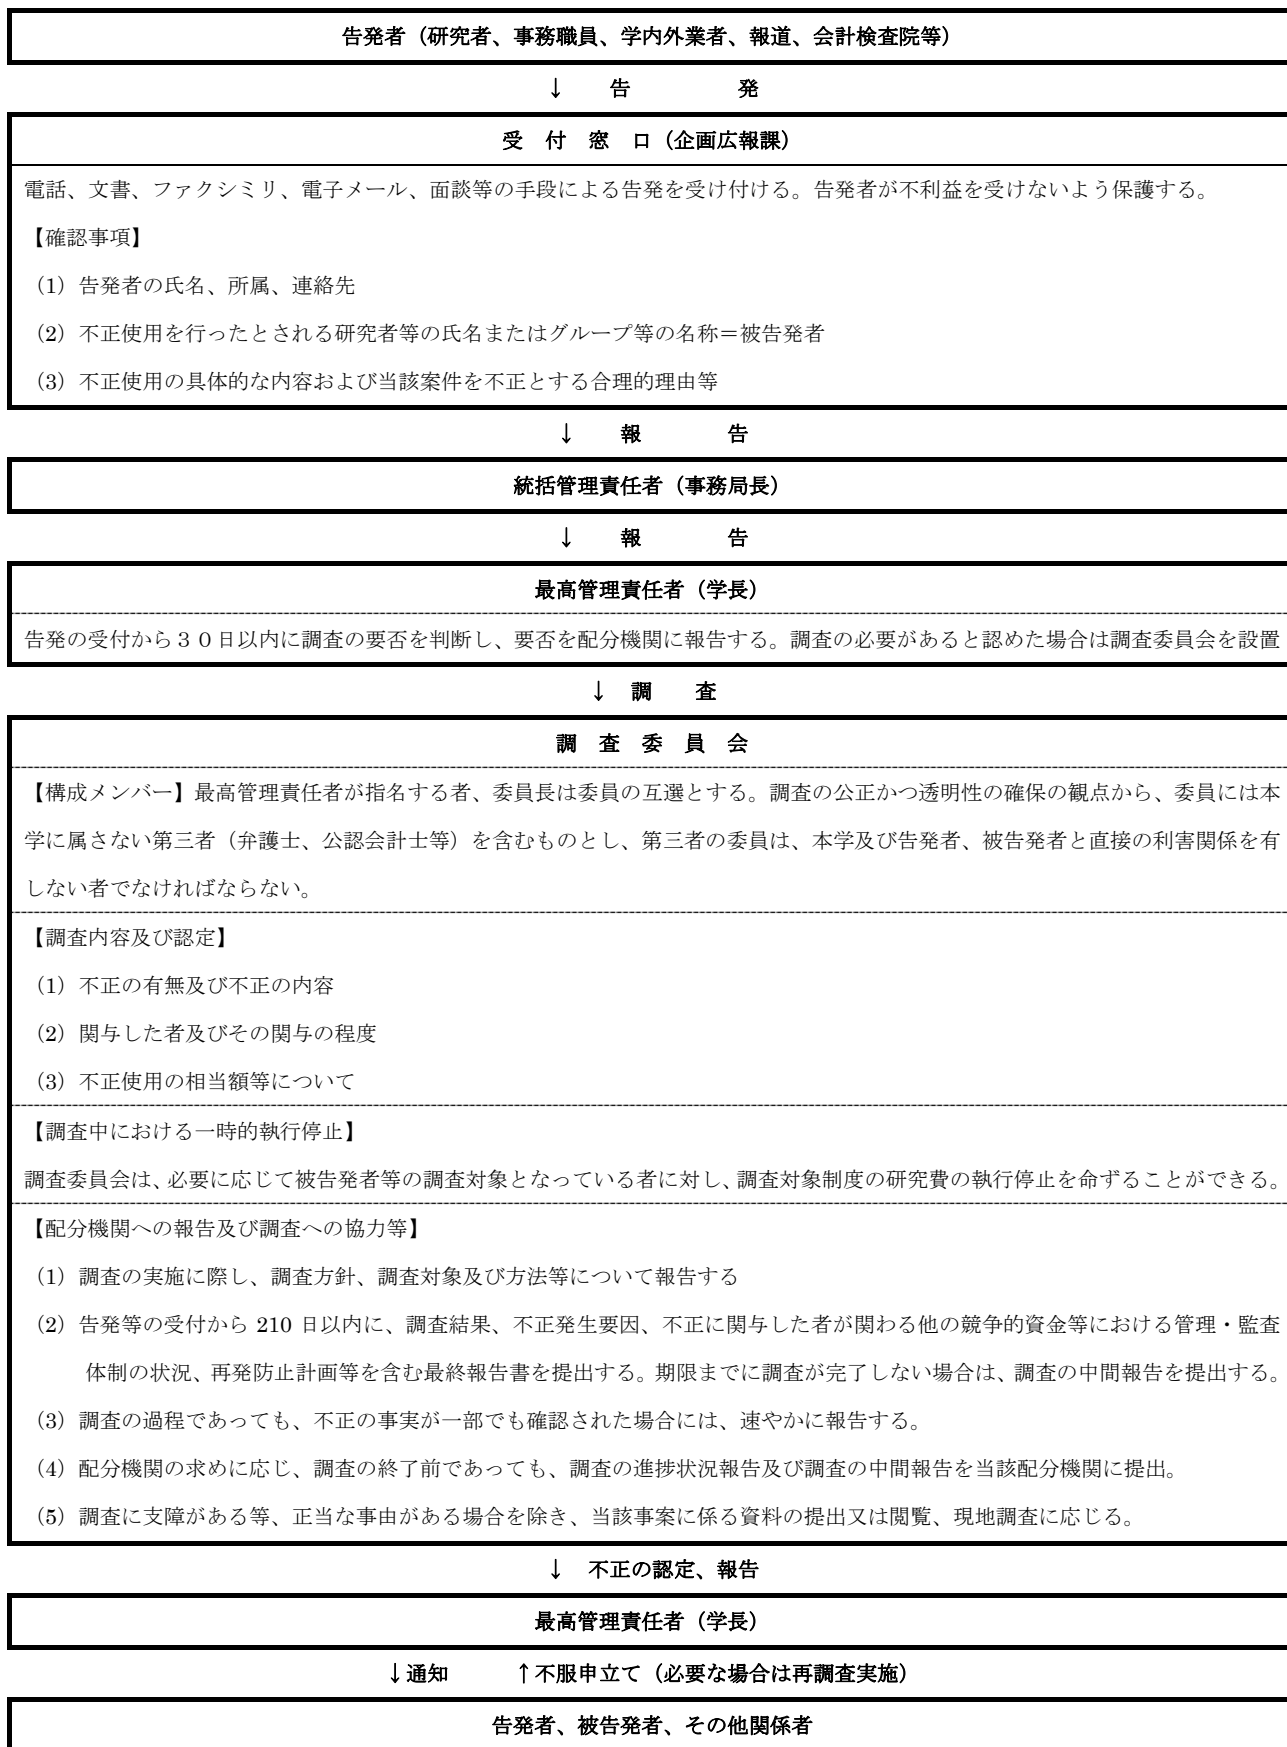 告発者（研究者、事務職員、学内外業者、報道、会計検査院等）
↓　告　　　　　発
受　付　窓　口（企画広報課）
電話、文書、ファクシミリ、電子メール、面談等の手段による告発を受け付ける。告発者が不利益を受けないよう保護する。
【確認事項】
（1）告発者の氏名、所属、連絡先
（2）不正使用を行ったとされる研究者等の氏名またはグループ等の名称＝被告発者
（3）不正使用の具体的な内容および当該案件を不正とする合理的理由等
↓　報　　　　告
統括管理責任者（事務局長）
↓　報　　　　告
最高管理責任者（学長）
告発の受付から３０日以内に調査の要否を判断し、要否を配分機関に報告する。調査の必要があると認めた場合は調査委員会を設置
↓　調　　査
調　査　委　員　会
【構成メンバー】最高管理責任者が指名する者、委員長は委員の互選とする。調査の公正かつ透明性の確保の観点から、委員には本
学に属さない第三者（弁護士、公認会計士等）を含むものとし、第三者の委員は、本学及び告発者、被告発者と直接の利害関係を有
しない者でなければならない。
【調査内容及び認定】
（1）不正の有無及び不正の内容
（2）関与した者及びその関与の程度
（3）不正使用の相当額等について
【調査中における一時的執行停止】
調査委員会は、必要に応じて被告発者等の調査対象となっている者に対し、調査対象制度の研究費の執行停止を命ずることができる。
【配分機関への報告及び調査への協力等】
（1）調査の実施に際し、調査方針、調査対象及び方法等について報告する
（2）告発等の受付から 210 日以内に、調査結果、不正発生要因、不正に関与した者が関わる他の競争的資金等における管理・監査
体制の状況、再発防止計画等を含む最終報告書を提出する。期限までに調査が完了しない場合は、調査の中間報告を提出する。
（3）調査の過程であっても、不正の事実が一部でも確認された場合には、速やかに報告する。
（4）配分機関の求めに応じ、調査の終了前であっても、調査の進捗状況報告及び調査の中間報告を当該配分機関に提出。
（5）調査に支障がある等、正当な事由がある場合を除き、当該事案に係る資料の提出又は閲覧、現地調査に応じる。
↓　不正の認定、報告
最高管理責任者（学長）
↓通知　　　↑不服申立て（必要な場合は再調査実施）
告発者、被告発者、その他関係者